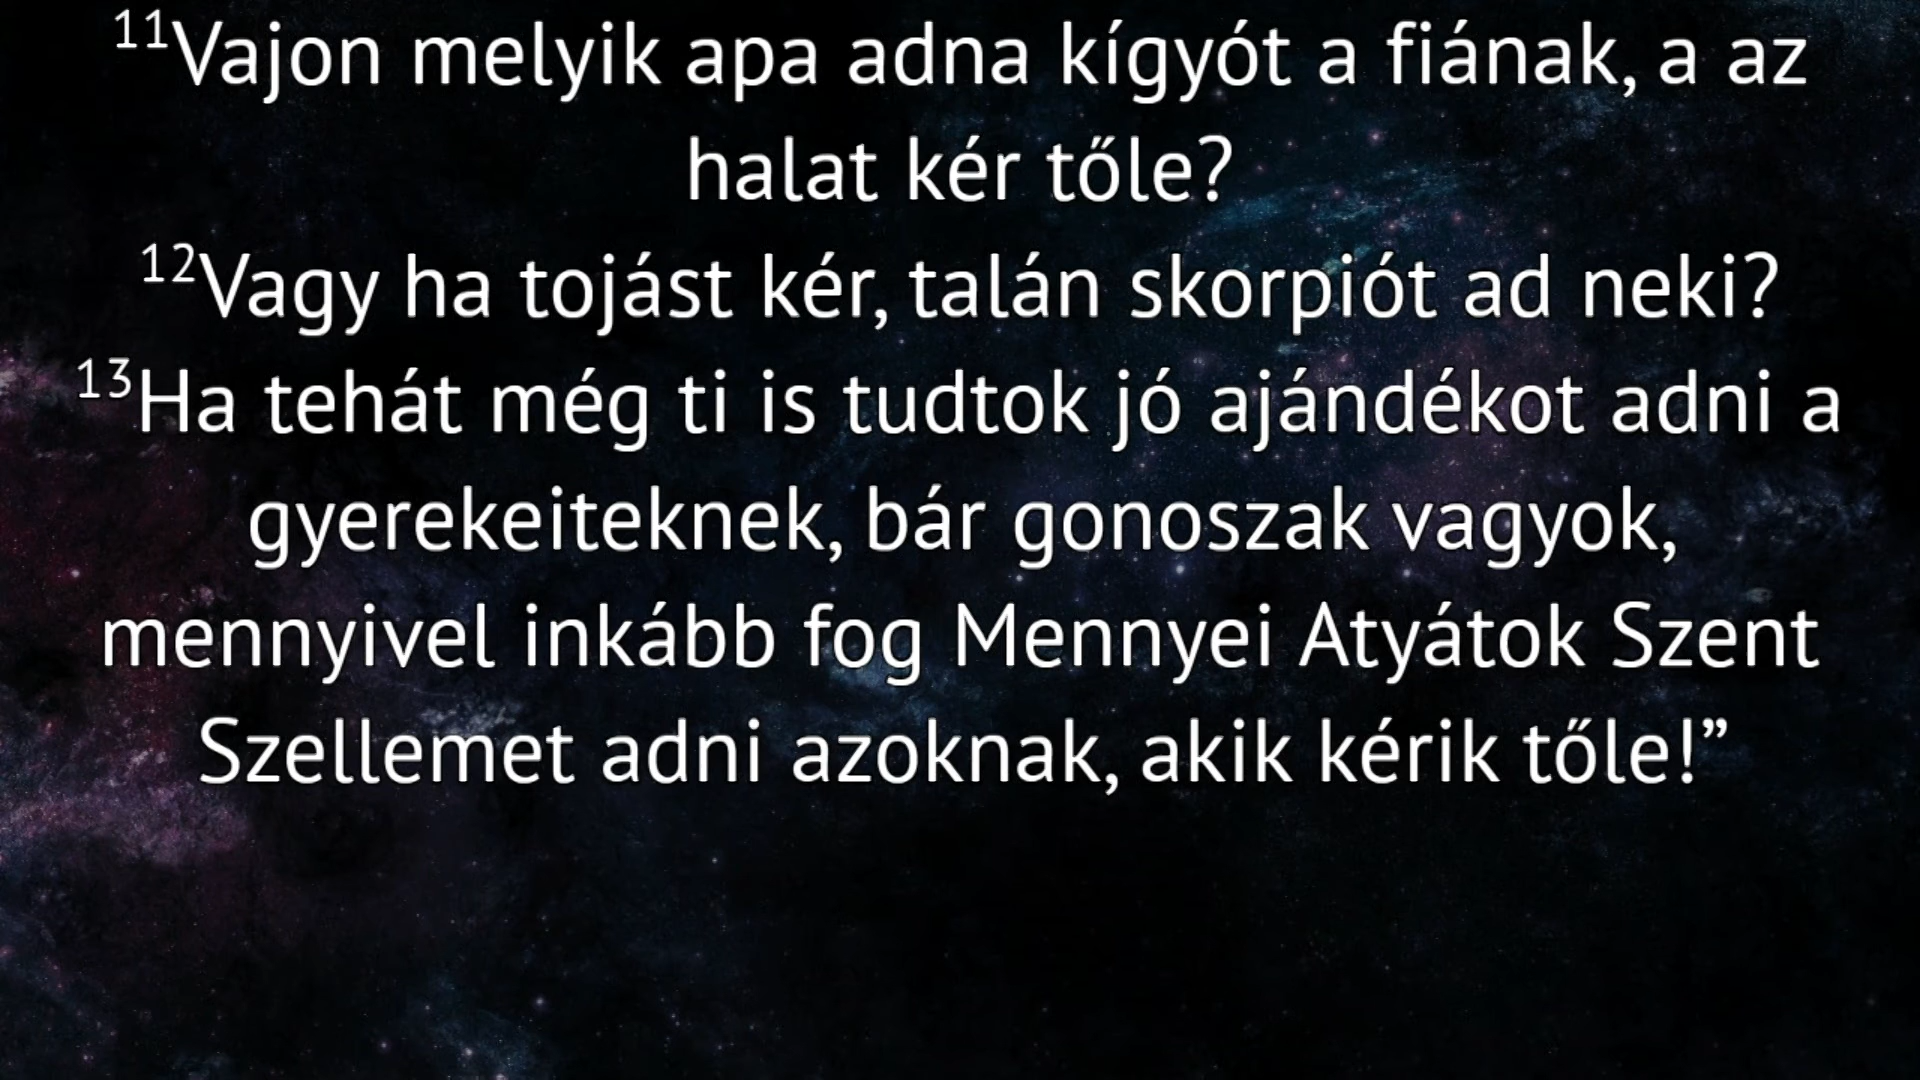 ¹¹Vajon melyik apa adna kígyót a fiának, a az
halat kér tőle?
¹²Vagy ha tojást kér, talán skorpiót ad neki?
¹³Ha tehát még ti is tudtok jó ajándékot adni a
gyerekeiteknek, bár gonoszak vagyok,
mennyivel inkább fog Mennyei Atyátok Szent
Szellemet adni azoknak, akik kérik tőle!”